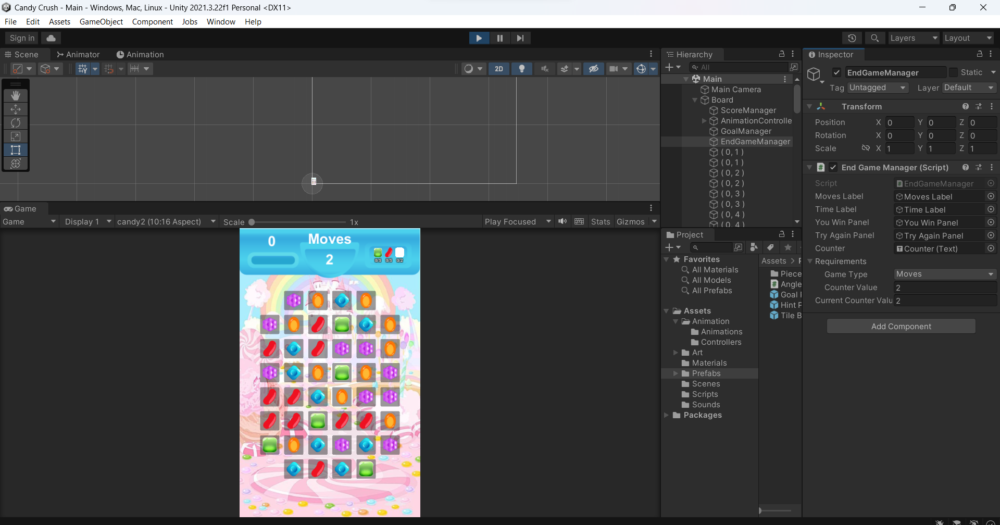 Candy Crush - Main - Windows, Mac, Linux - Unity 2021.3.22f1 Personal <DX11>
File Edit Assets GameObject Component Jobs Window Help
Sign in Layers Layout
Scene Animator Animation
2D
Game
Game Display 1 candy2 (10:16 Aspect) Scale 1x Play Focused Stats Gizmos
0 Moves
2
0/5 0/5 0/2
Hierarchy
All
Main
Main Camera
Board
ScoreManager
AnimationControlle
GoalManager
EndGameManager
( 0, 1 )
( 0, 1 )
( 0, 2 )
( 0, 2 )
( 0, 3 )
( 0, 3 )
( 0, 4 )
( 0, 4 )
Project
Favorites
All Materials
All Models
All Prefabs
Assets
Animation
Animations
Controllers
Art
Materials
Prefabs
Scenes
Scripts
Sounds
Packages
Assets >
Piece
Angle
Goal
Hint P
Tile B
Inspector
EndGameManager Static
Tag Untagged Layer Default
Transform
Position X 0 Y 0 Z 0
Rotation X 0 Y 0 Z 0
Scale X 1 Y 1 Z 1
End Game Manager (Script)
Script EndGameManager
Moves Label Moves Label
Time Label Time Label
You Win Panel You Win Panel
Try Again Panel Try Again Panel
Counter Counter (Text)
Requirements
Game Type Moves
Counter Value 2
Current Counter Valu 2
Add Component